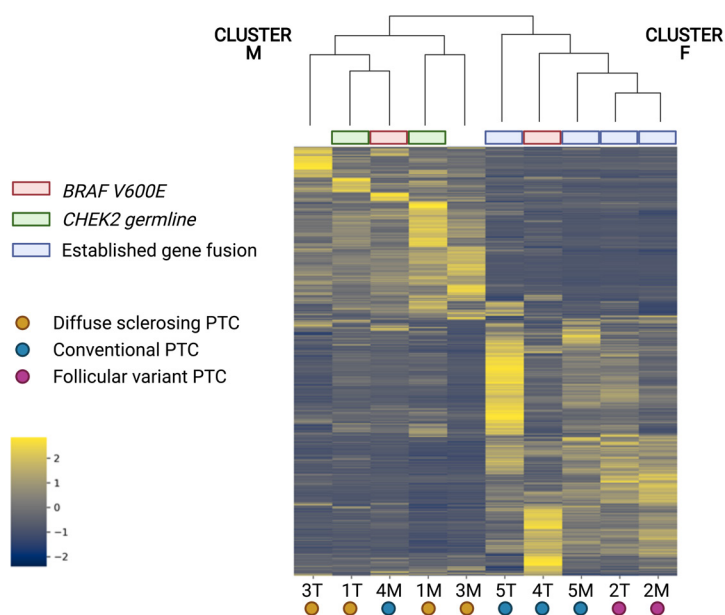 CLUSTER
M
CLUSTER
F
BRAF V600E
CHEK2 germline
Established gene fusion
Diffuse sclerosing PTC
Conventional PTC
Follicular variant PTC
2
1
0
−1
−2
3T 1T 4M 1M 3M 5T 4T 5M 2T 2M